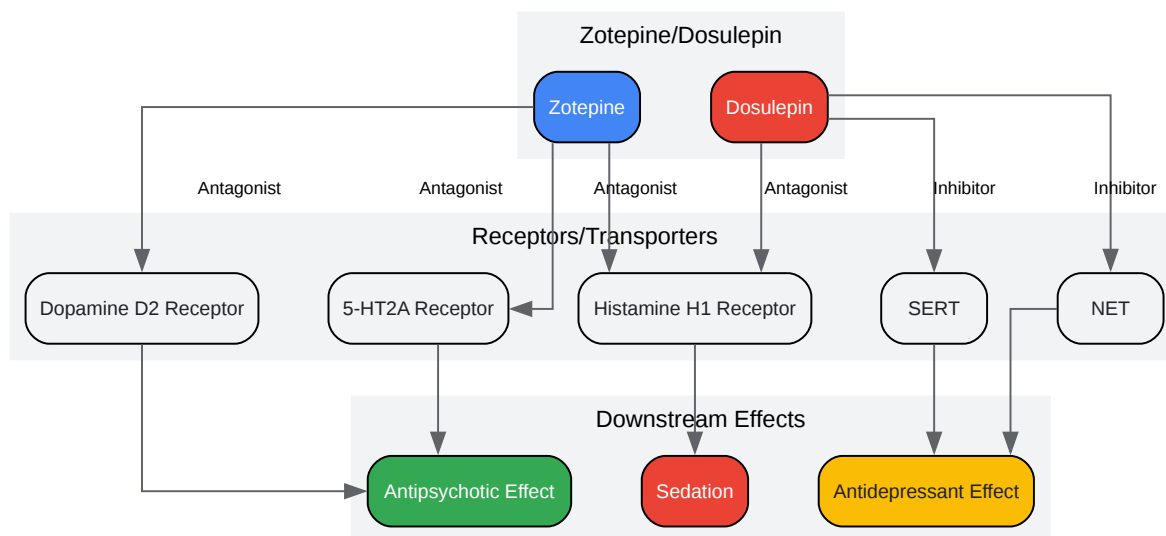 Zotepine/Dosulepin
Zotepine
Dosulepin
Antagonist
Antagonist
Antagonist
Antagonist
Inhibitor
Inhibitor
Receptors/Transporters
Dopamine D2 Receptor
5-HT2A Receptor
Histamine H1 Receptor
SERT
NET
Downstream Effects
Antipsychotic Effect
Sedation
Antidepressant Effect